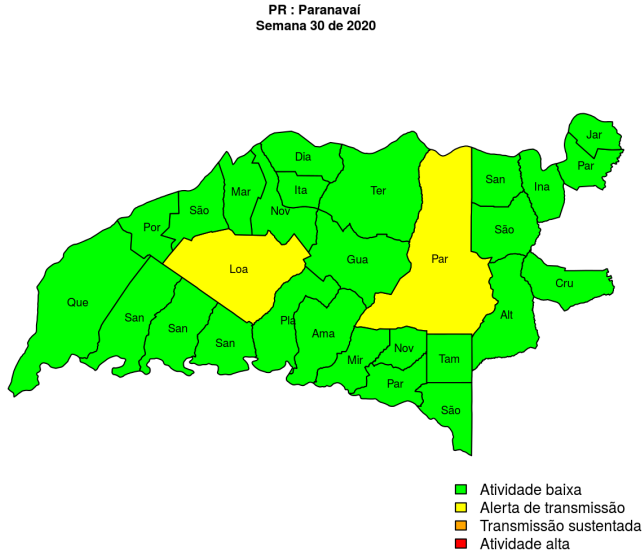 PR : Paranavaí
Semana 30 de 2020
Jar
Dia
Par
San
Ter
Ina
Ita
Mar
São
Nov
Por
São
Gua
Par
Loa
Cru
Que
Alt
San
Pla
San
Ama
San
Nov
Mir
Tam
Par
São
Atividade baixa
Alerta de transmissão
Transmissão sustentada
Atividade alta